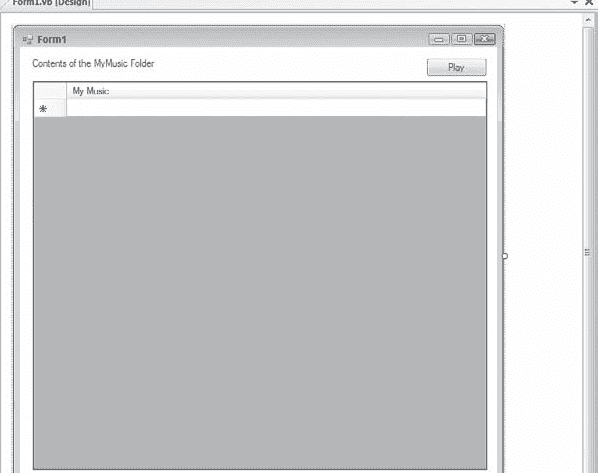 Form1.vb [Design]
Form1
Contents of the MyMusic Folder
Play
My Music
*